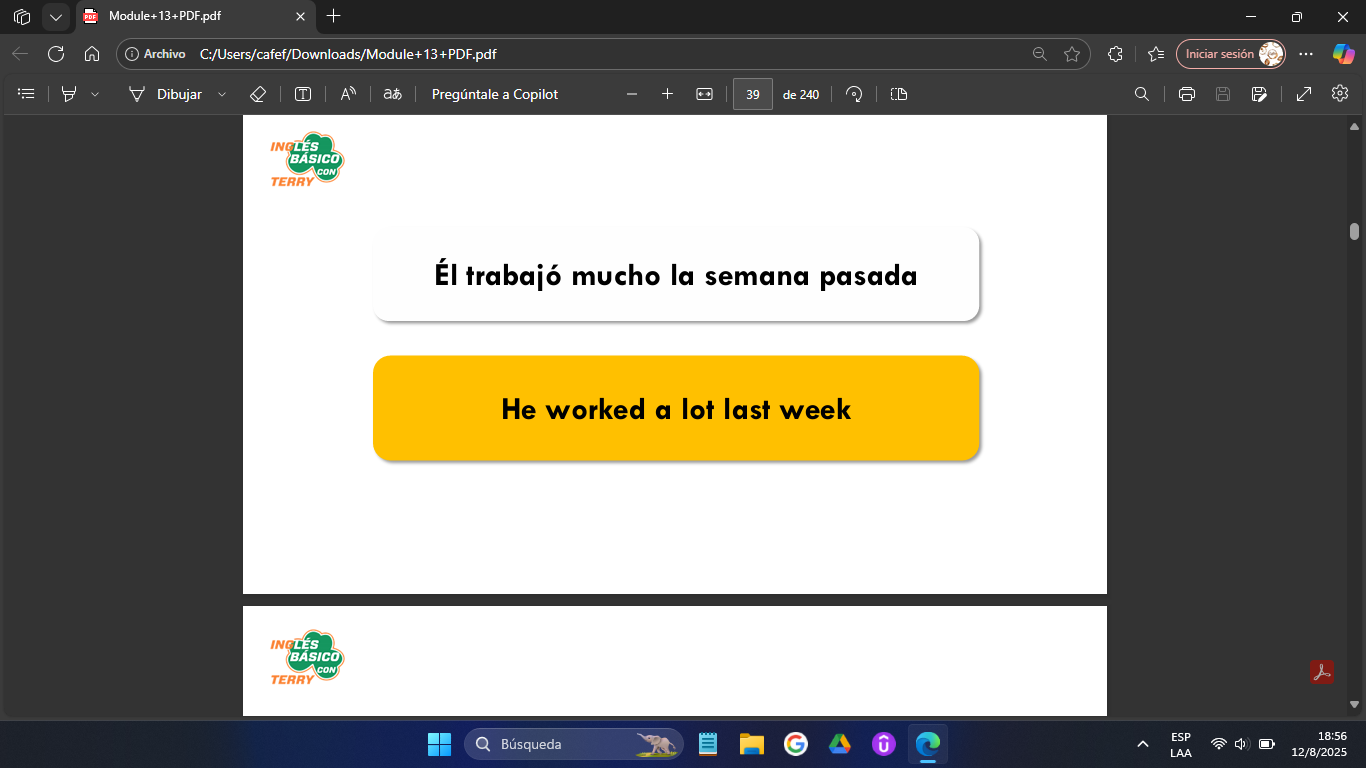 Module+13+PDF.pdf
Archivo C:/Users/cafef/Downloads/Module+13+PDF.pdf Iniciar sesión
Dibujar aあ Pregúntale a Copilot 39 de 240
INGLÉS
BÁSICO
CON
TERRY
Él trabajó mucho la semana pasada
He worked a lot last week
INGLÉS
BÁSICO
CON
TERRY
Búsqueda
ESP
LAA
18:56
12/8/2025